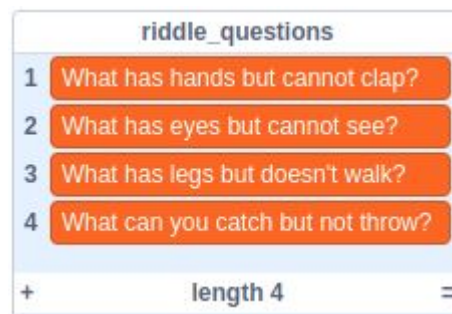 riddle_questions
1 What has hands but cannot clap?
2 What has eyes but cannot see?
3 What has legs but doesn't walk?
4 What can you catch but not throw?
+ length 4 =